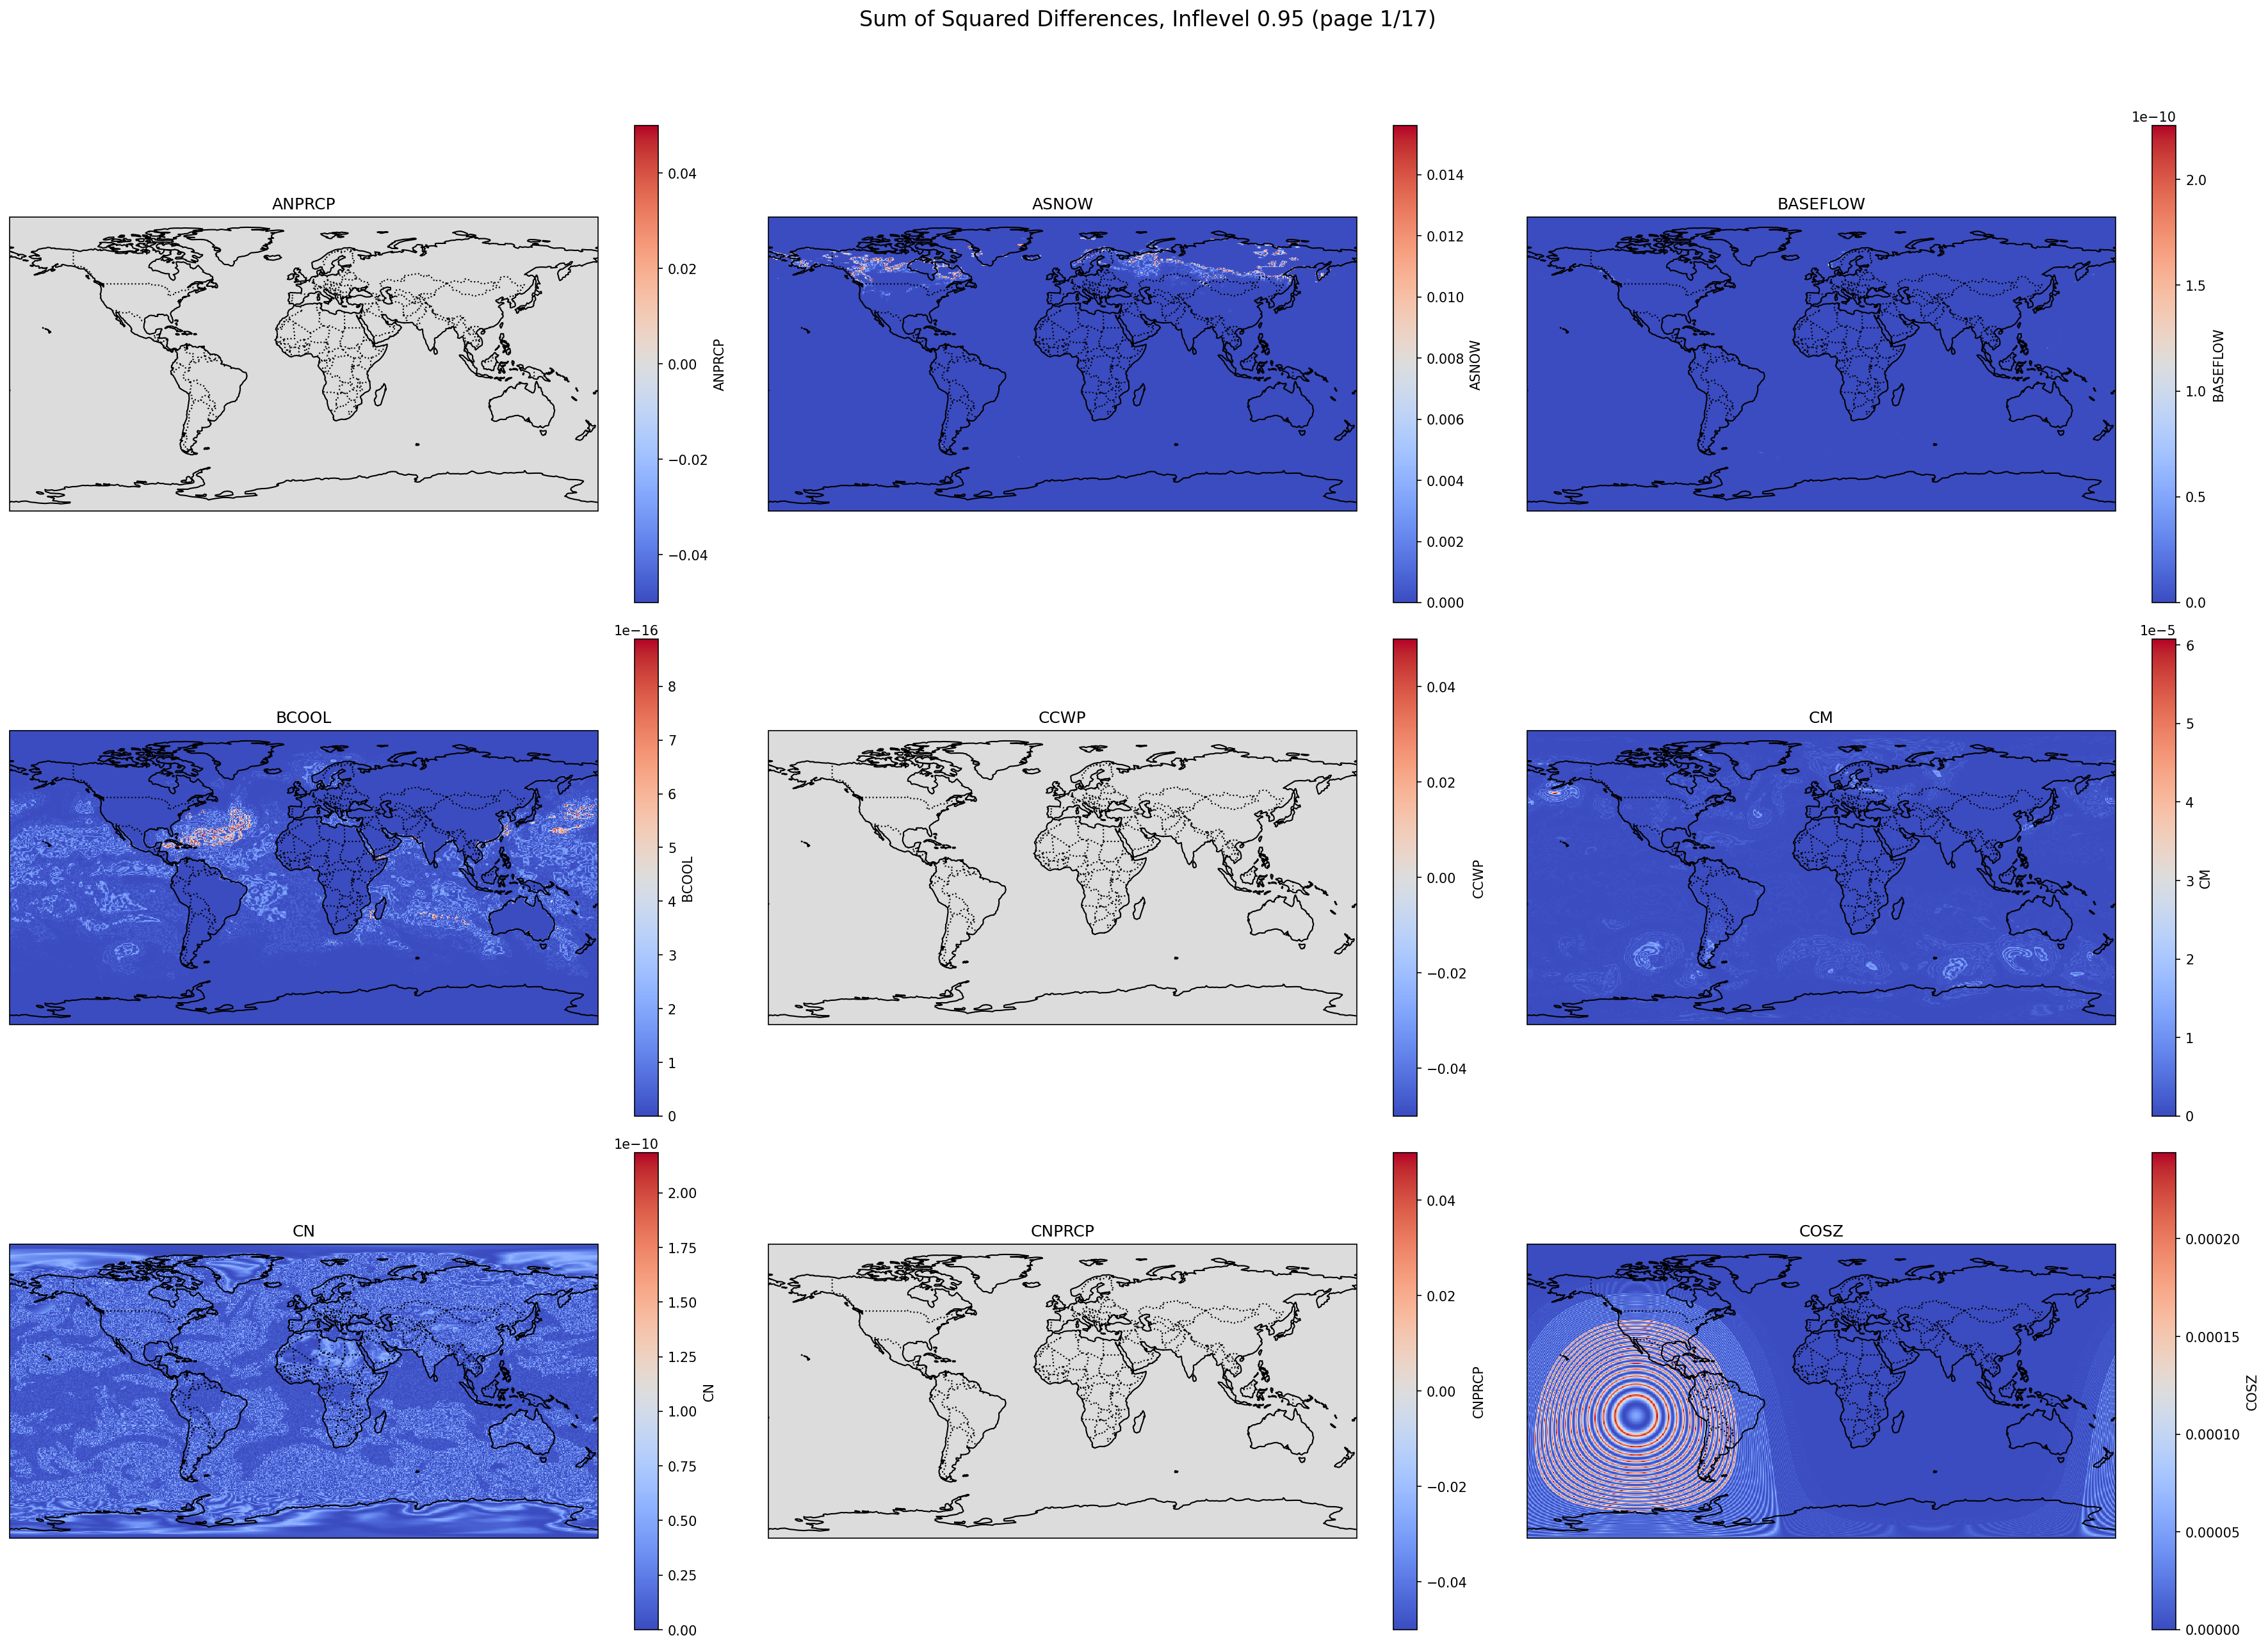 Sum of Squared Differences, Inflevel 0.95 (page 1/17)
ANPRCP
0.04
0.02
0.00
−0.02
−0.04
ANPRCP
ASNOW
0.014
0.012
0.010
0.008
0.006
0.004
0.002
0.000
ASNOW
BASEFLOW
1e−10
2.0
1.5
1.0
0.5
0.0
BASEFLOW
BCOOL
1e−16
8
7
6
5
4
3
2
1
0
BCOOL
CCWP
0.04
0.02
0.00
−0.02
−0.04
CCWP
CM
1e−5
6
5
4
3
2
1
0
CM
CN
1e−10
2.00
1.75
1.50
1.25
1.00
0.75
0.50
0.25
0.00
CN
CNPRCP
0.04
0.02
0.00
−0.02
−0.04
CNPRCP
COSZ
0.00020
0.00015
0.00010
0.00005
0.00000
COSZ